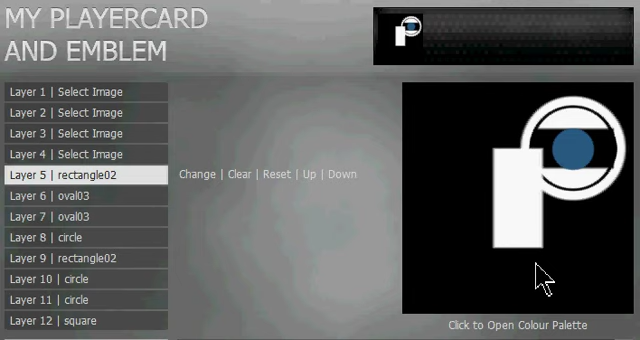 MY PLAYERCARD
AND EMBLEM
Layer 1 | Select Image
Layer 2 | Select Image
Layer 3 | Select Image
Layer 4 | Select Image
Layer 5 | rectangle02
Change | Clear | Reset | Up | Down
Layer 6 | oval03
Layer 7 | oval03
Layer 8 | circle
Layer 9 | rectangle02
Layer 10 | circle
Layer 11 | circle
Layer 12 | square
Click to Open Colour Palette